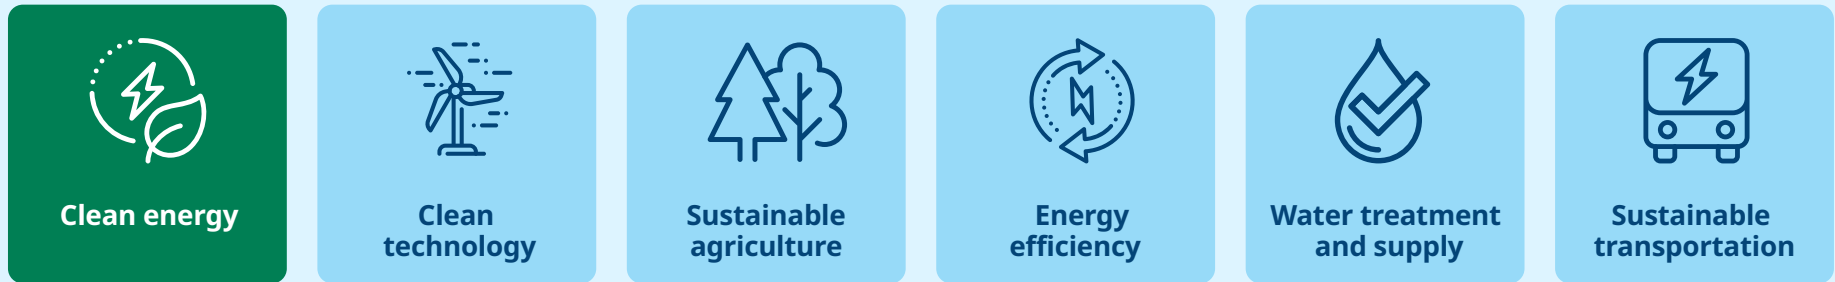 Clean energy
Clean
technology
Sustainable
agriculture
Energy
efficiency
Water treatment
and supply
Sustainable
transportation